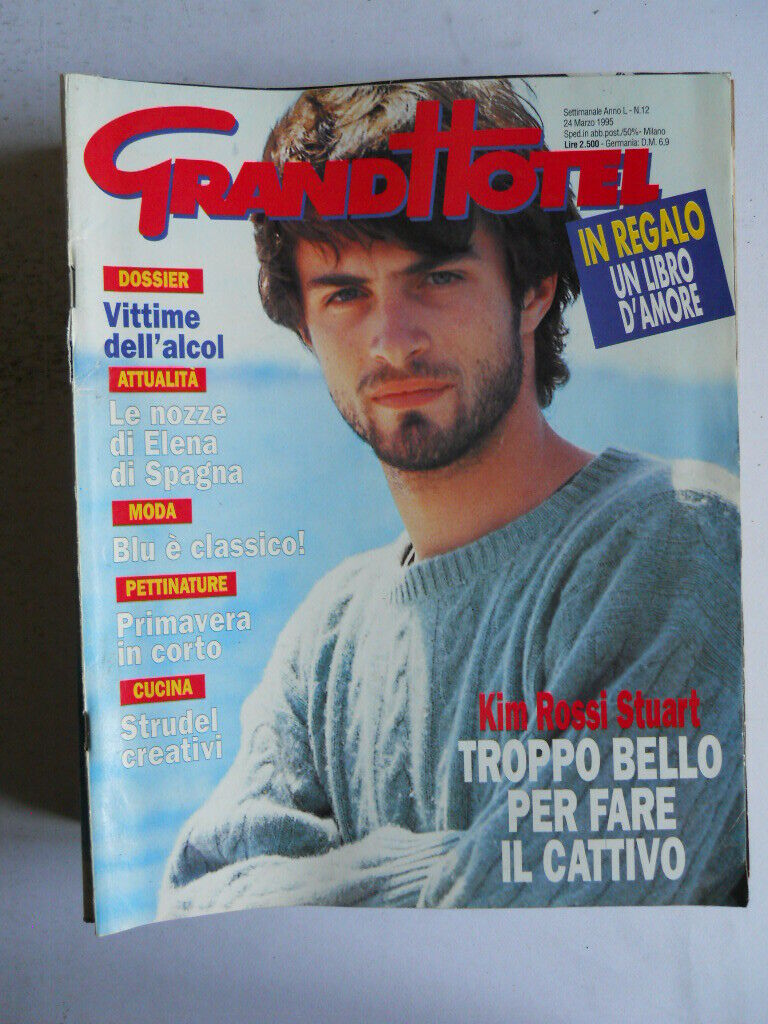 Settimanale Anno L - N.12
24 Marzo 1995
Sped.in abb.post./50% - Milano
Lire 2.500 - Germania: D.M. 6,9
GRAND HOTEL
IN REGALO
UN LIBRO
D'AMORE
DOSSIER
Vittime
dell'alcol
ATTUALITÀ
Le nozze
di Elena
di Spagna
MODA
Blu è classico!
PETTINATURE
Primavera
in corto
CUCINA
Strudel
creativi
Kim Rossi Stuart
TROPPO BELLO
PER FARE
IL CATTIVO